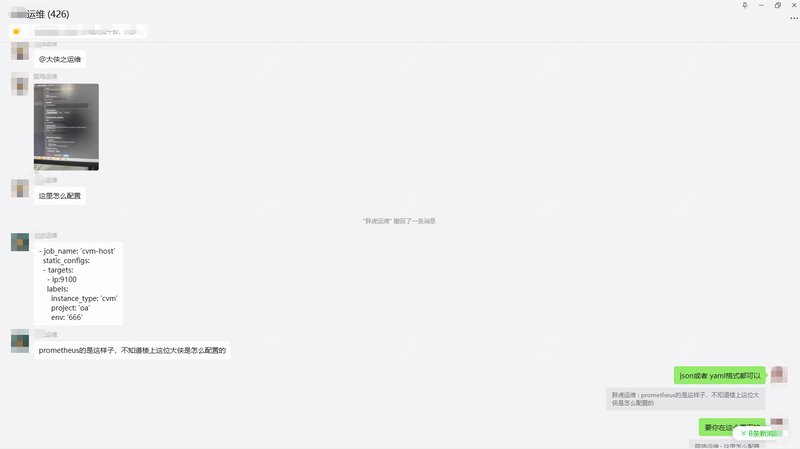 运维 (426)
运维
@大侠之运维
运维
运维
这里怎么配置
"胖虎运维" 撤回了一条消息
运维
- job_name: 'cvm-host'
static_configs:
- targets:
- ip:9100
labels:
instance_type: 'cvm'
project: 'oa'
env: '666'
运维
prometheus的是这样子，不知道楼上这位大侠是怎么配置的
json或者 yaml格式都可以
胖虎运维 : prometheus的是这样子，不知道楼上这位大
侠是怎么配置的
要你在这个
8条新消息
运维 : 这里怎么配置